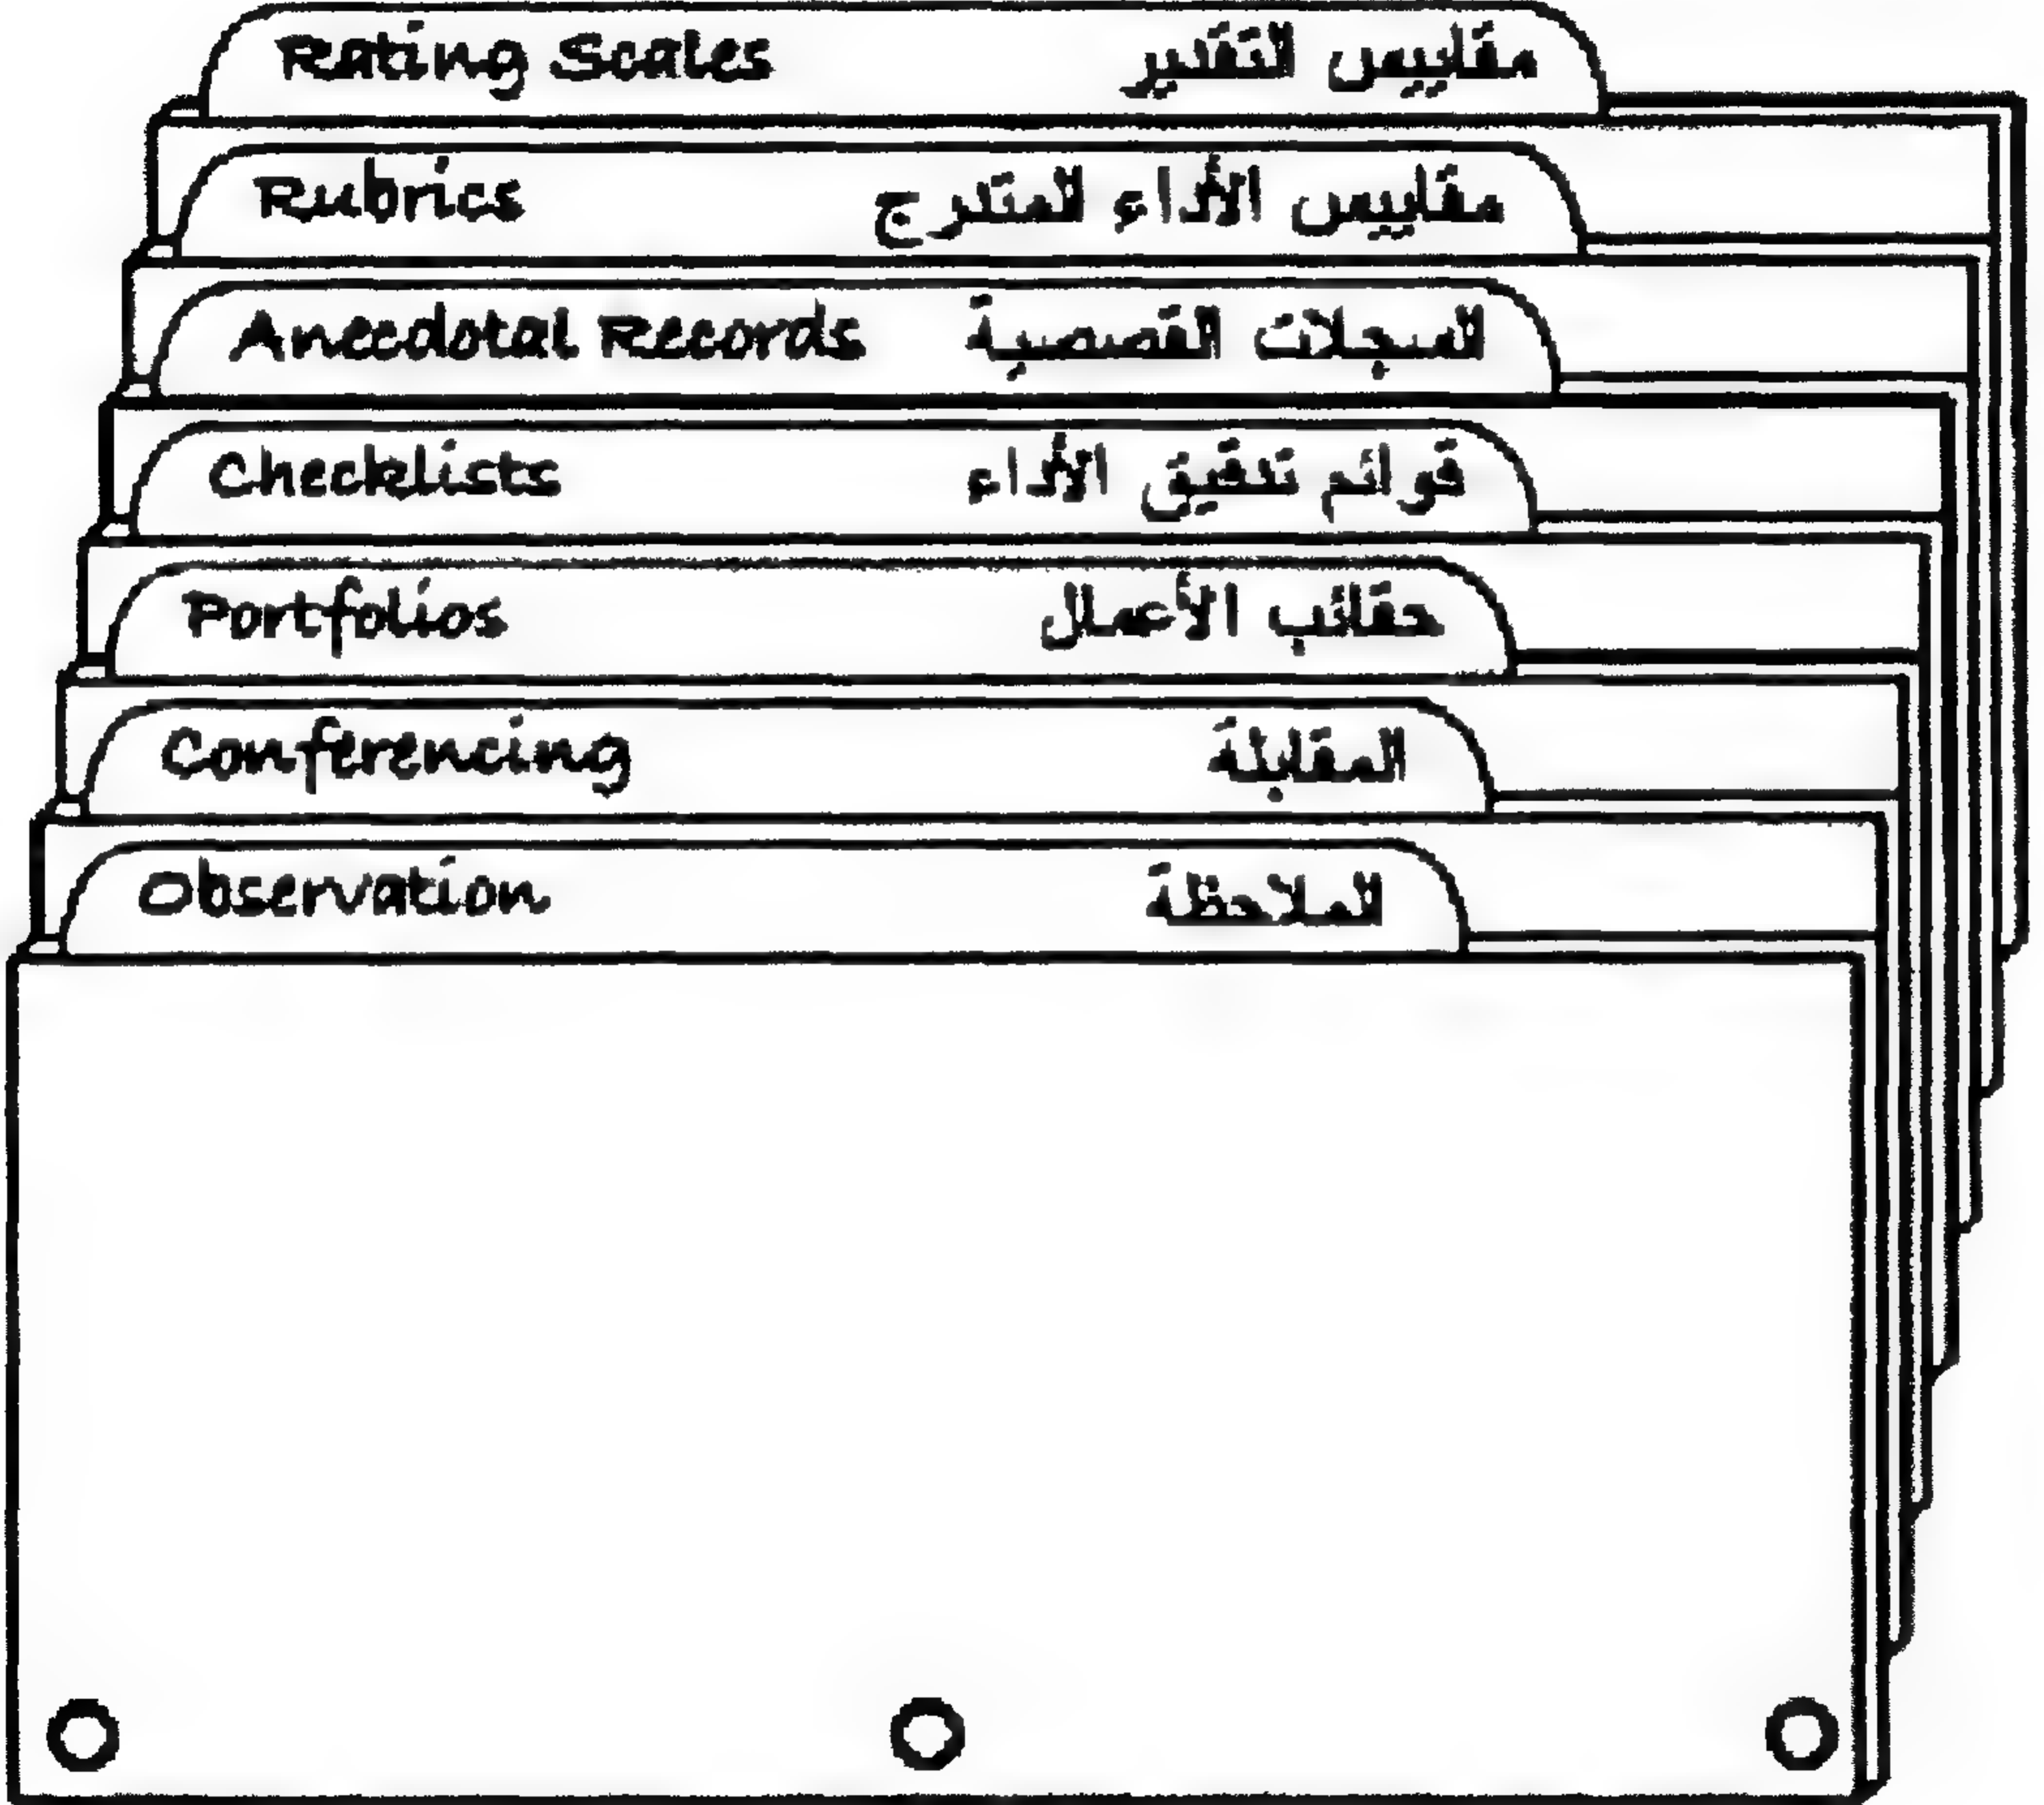 Rating Scales مقاييس التقدير
Rubrics مقاييس الأداء المتدرج
Anecdotal Records السجلات القصصية
Checklists قوائم تدقيق الأداء
Portfolios حقائب الأعمال
Conferencing المقابلة
Observation الملاحظة